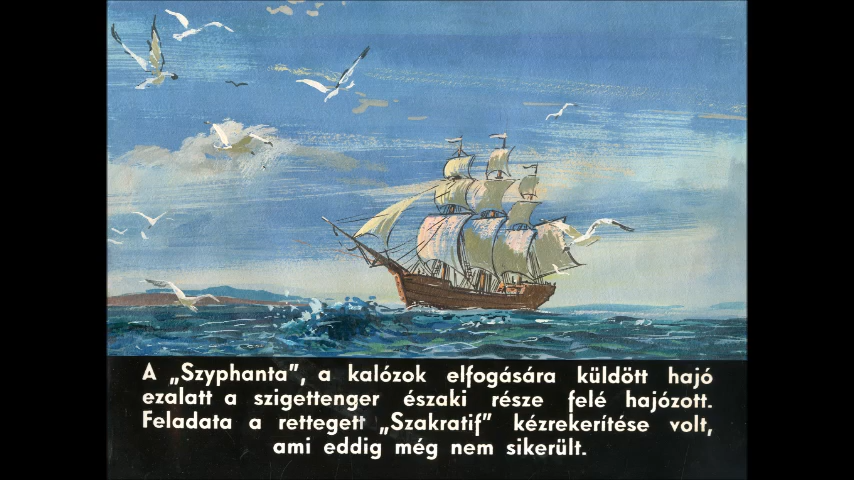 A „Szyphanta”, a kalózok elfogására küldött hajó
ezalatt a szigettenger északi része felé hajózott.
Feladata a rettegett „Szakratif” kézrekerítése volt,
ami eddig még nem sikerült.